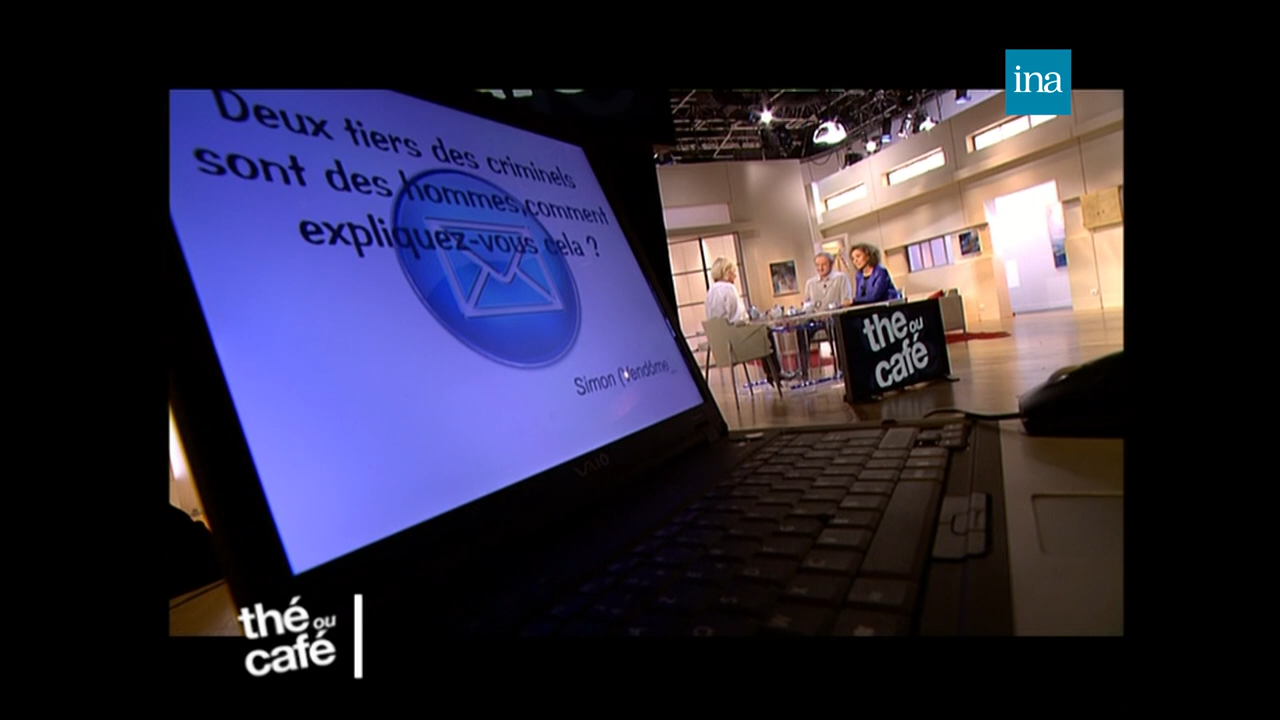 ina
Deux tiers des criminels
sont des hommes,comment
expliquez-vous cela ?
Simon (Vendôme
VAIO
thé ou
café
thé ou
café